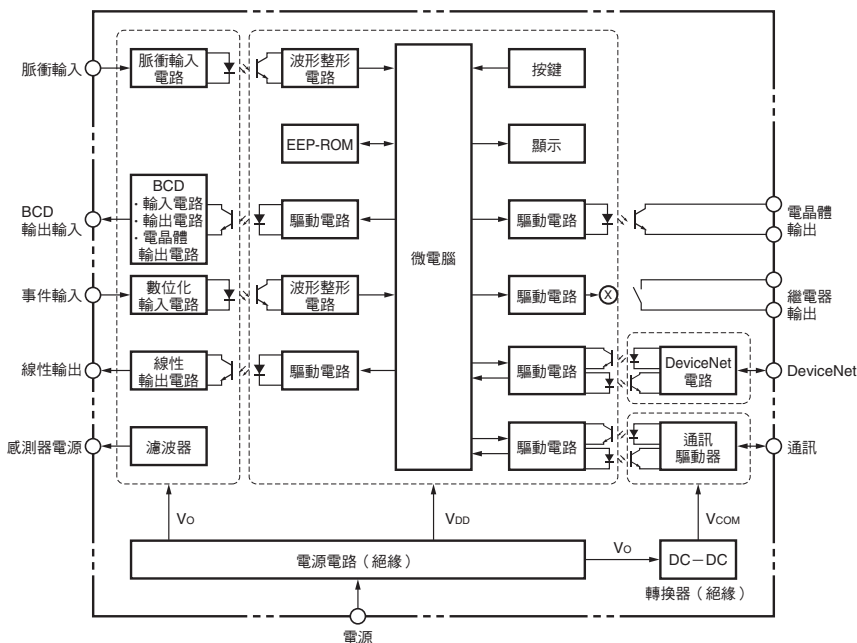 脈衝輸入
脈衝輸入
電路
波形整形
電路
按鍵
EEP-ROM
顯示
BCD
輸出輸入
BCD
・輸入電路
・輸出電路
・電晶體
輸出電路
驅動電路
微電腦
驅動電路
電晶體
輸出
事件輸入
數位化
輸入電路
波形整形
電路
驅動電路
X
繼電器
輸出
線性輸出
線性
輸出電路
驅動電路
驅動電路
DeviceNet
電路
DeviceNet
感測器電源
濾波器
驅動電路
通訊
驅動器
通訊
VO
VDD
VCOM
電源電路（絕緣）
VO
DC－DC
轉換器（絕緣）
電源